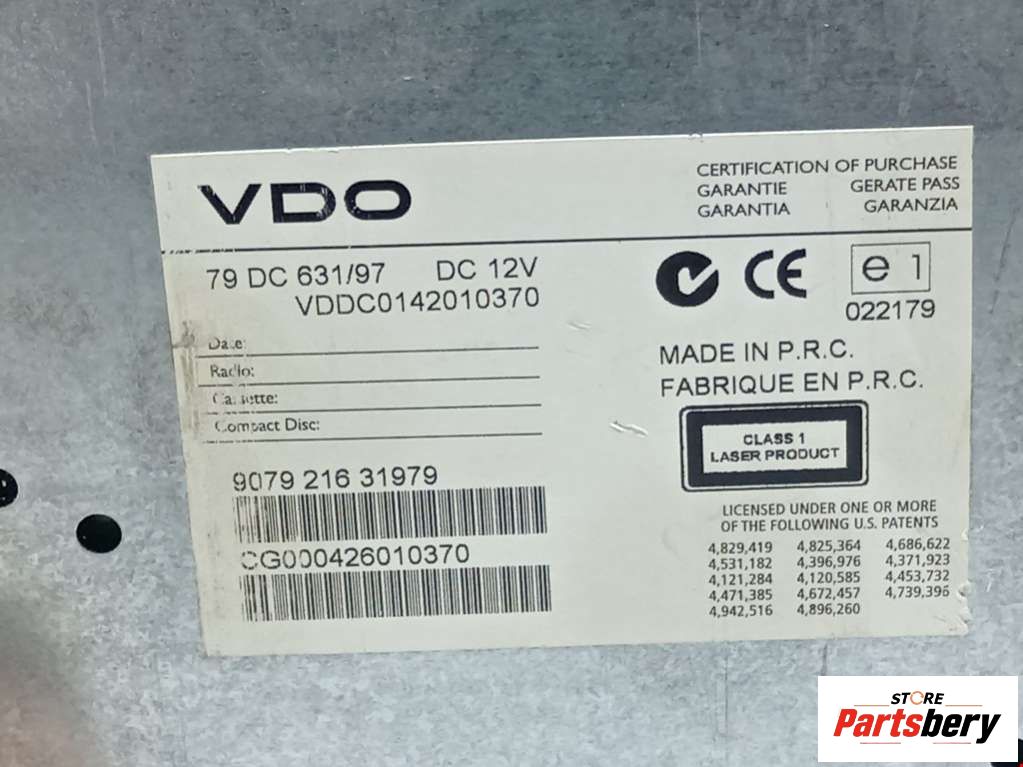 VDO
CERTIFICATION OF PURCHASE
GARANTIE GERATE PASS
GARANTIA GARANZIA
79 DC 631/97 DC 12V
VDDC0142010370
CE e 1
022179
Date:
Radio:
Cassette:
Compact Disc:
MADE IN P.R.C.
FABRIQUE EN P.R.C.
CLASS 1
LASER PRODUCT
9079 216 31979
CG000426010370
LICENSED UNDER ONE OR MORE
OF THE FOLLOWING U.S. PATENTS
4,829,419 4,825,364 4,686,622
4,531,182 4,396,976 4,371,923
4,121,284 4,120,585 4,453,732
4,471,385 4,672,457 4,739,396
4,942,516 4,896,260
STORE
Partsbery